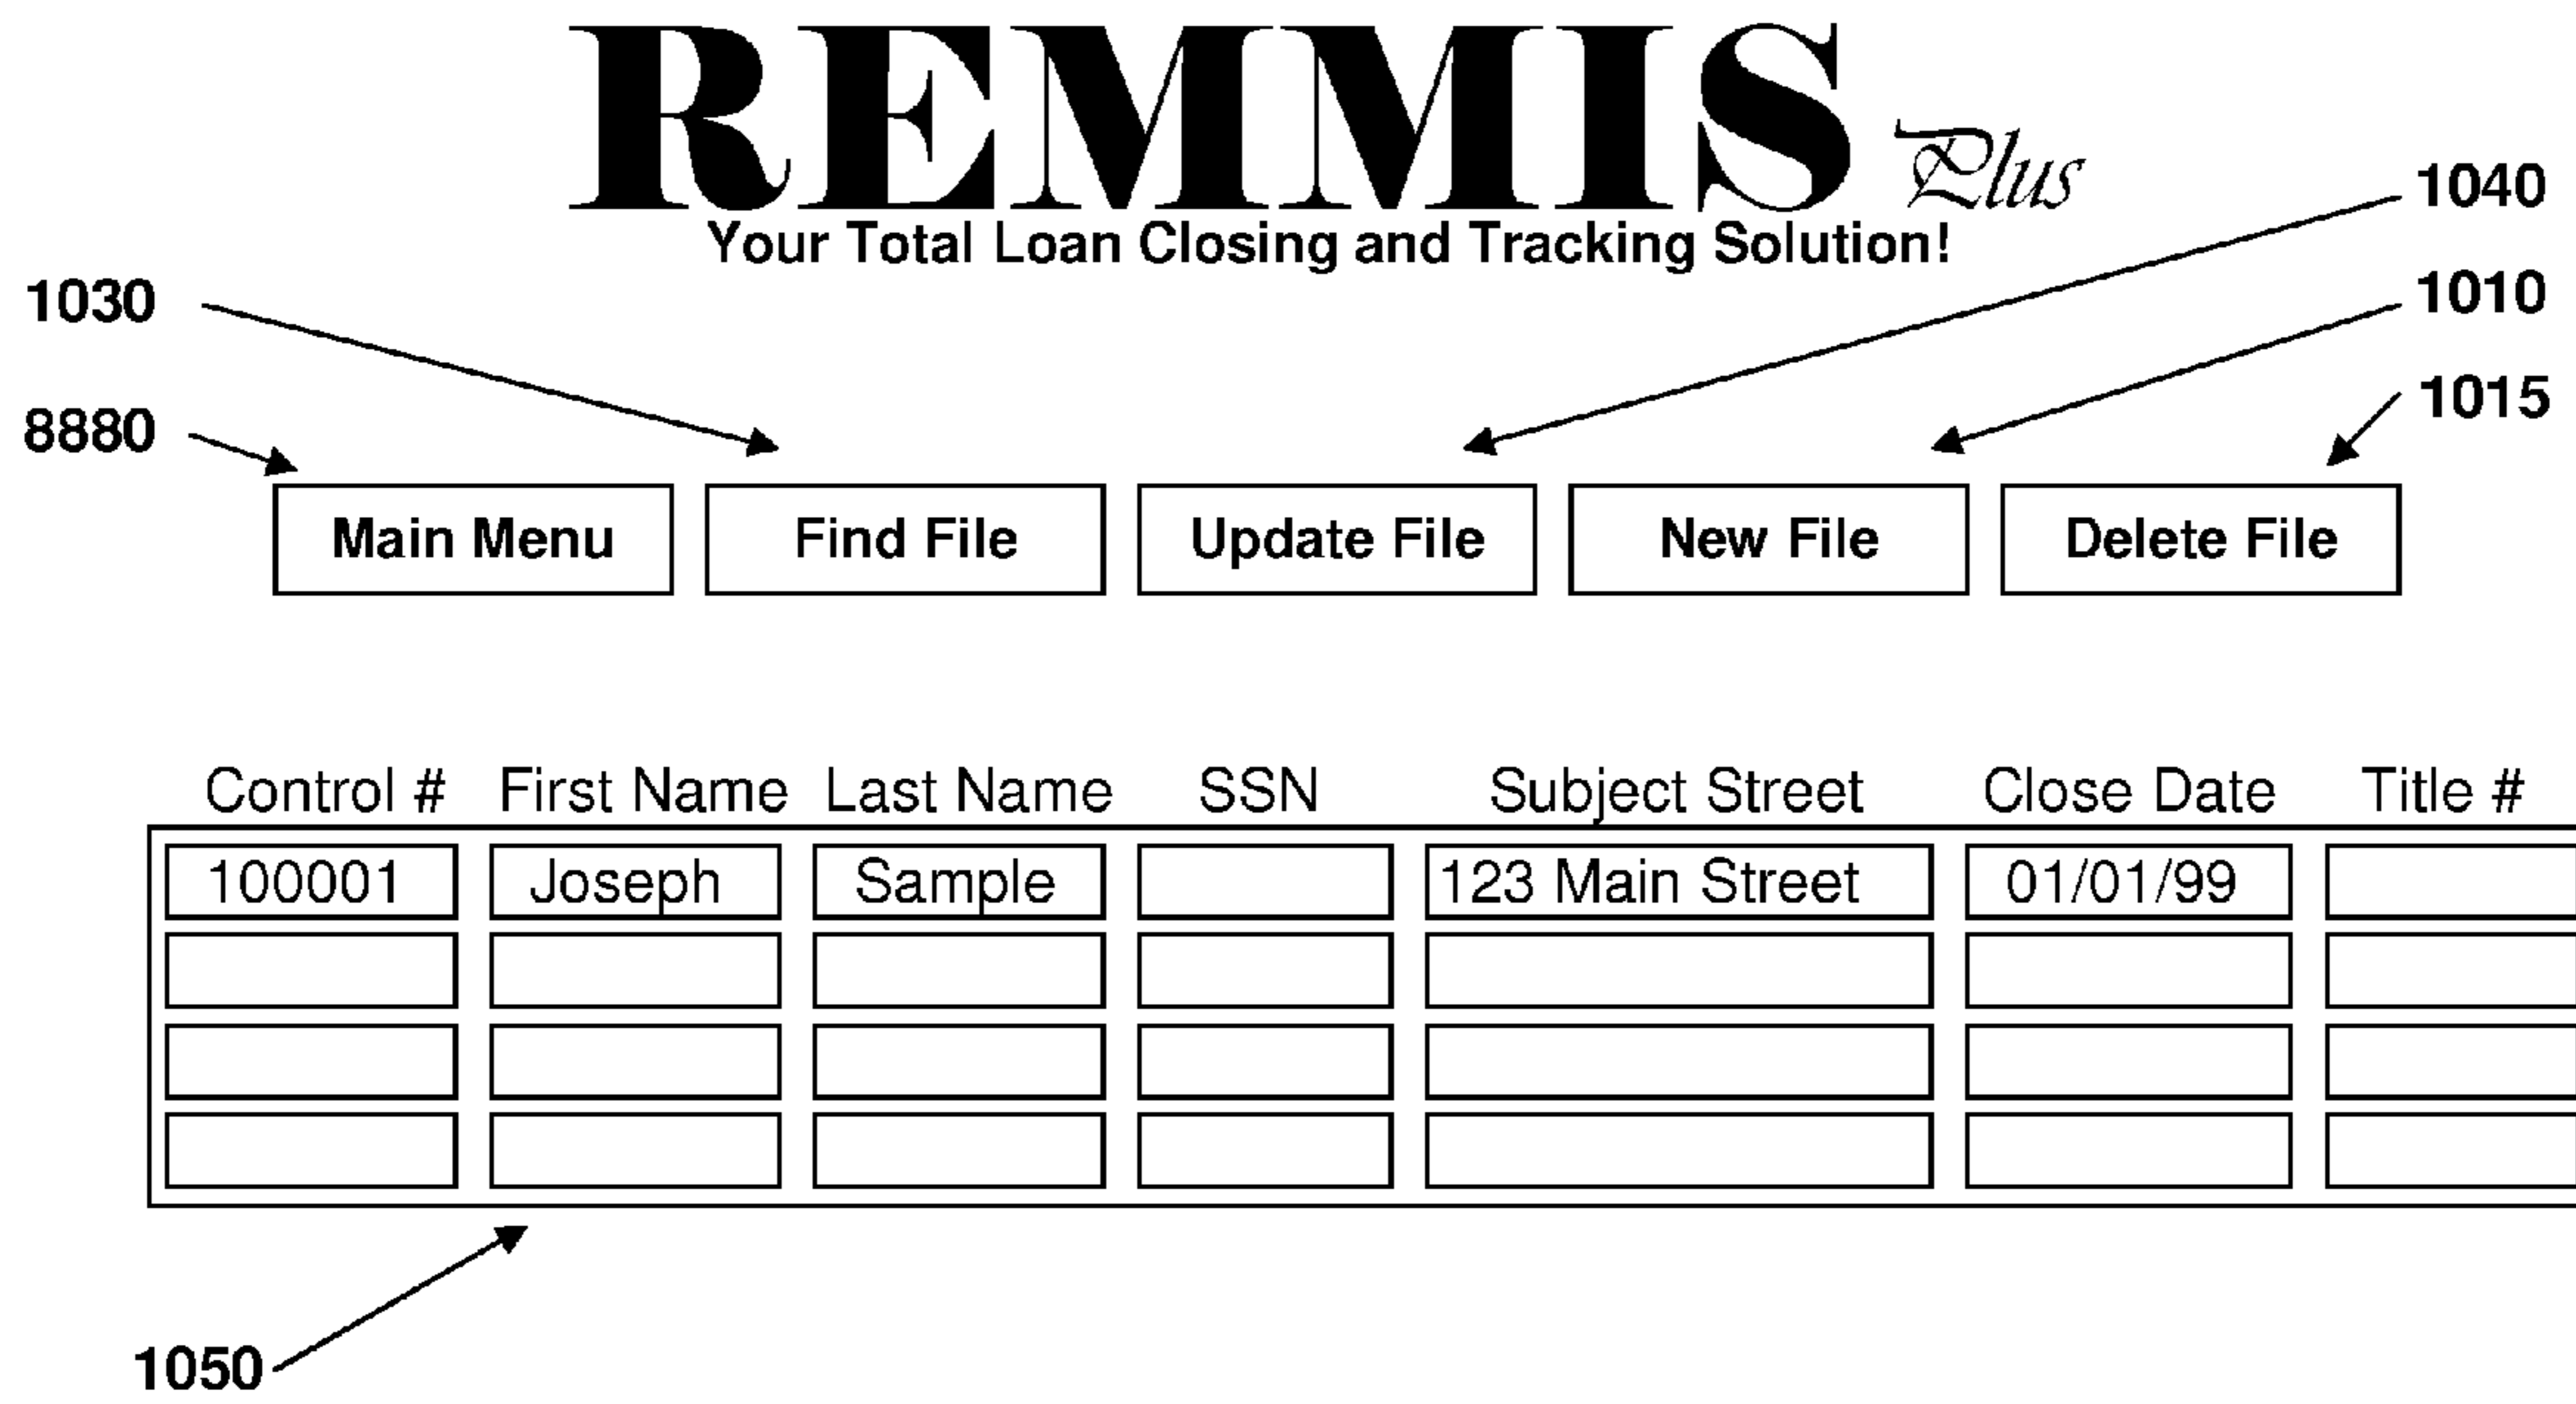 REMMIS Plus
Your Total Loan Closing and Tracking Solution!
1040
1030
1010
8880
1015
Main Menu Find File Update File New File Delete File
Control # First Name Last Name SSN Subject Street Close Date Title #
100001 Joseph Sample 123 Main Street 01/01/99
1050